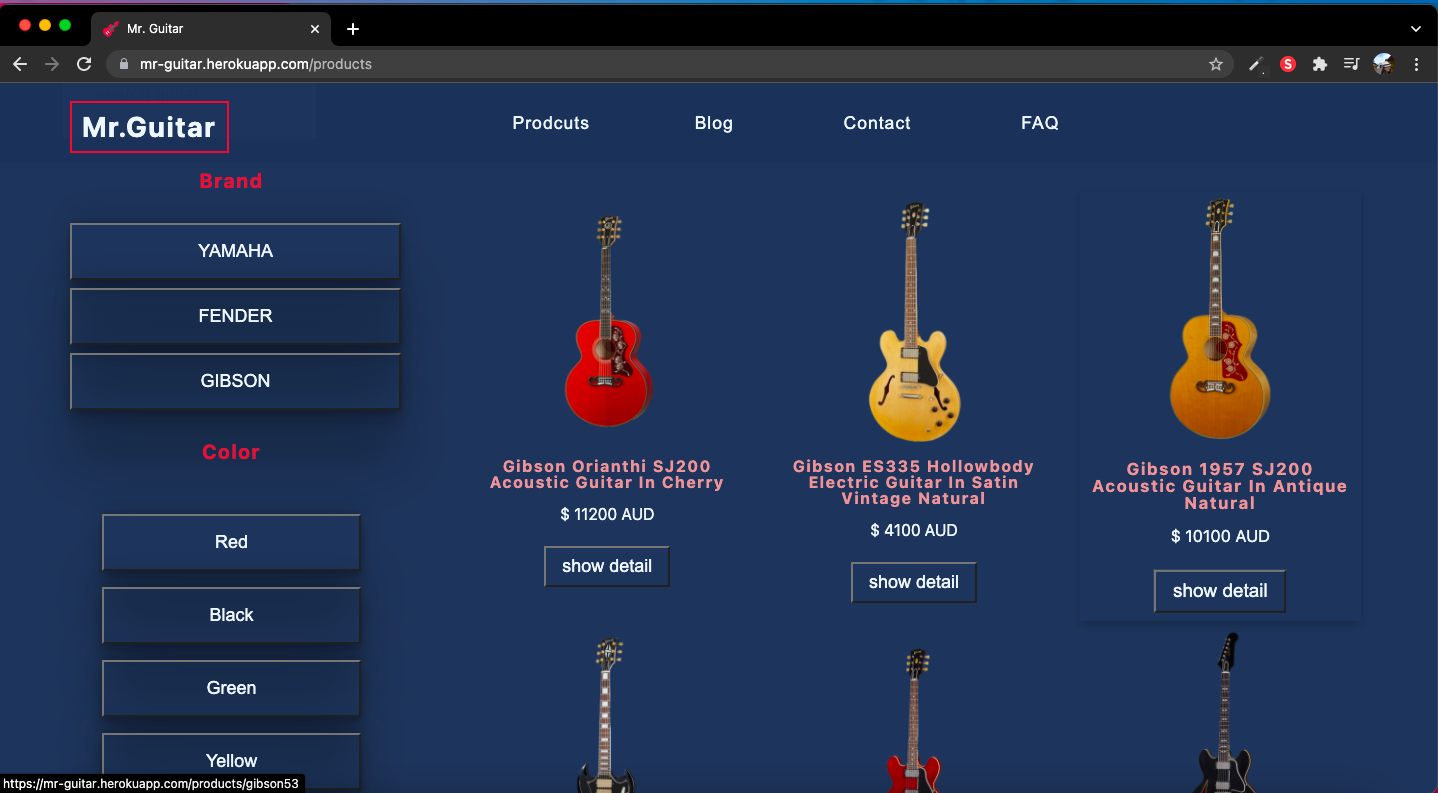 Mr. Guitar
mr-guitar.herokuapp.com/products
S
Mr.Guitar
Prodcuts
Blog
Contact
FAQ
Brand
YAMAHA
FENDER
GIBSON
Color
Red
Black
Green
Yellow
Gibson Orianthi SJ200
Acoustic Guitar In Cherry
$ 11200 AUD
show detail
Gibson ES335 Hollowbody
Electric Guitar In Satin
Vintage Natural
$ 4100 AUD
show detail
Gibson 1957 SJ200
Acoustic Guitar In Antique
Natural
$ 10100 AUD
show detail
https://mr-guitar.herokuapp.com/products/gibson53